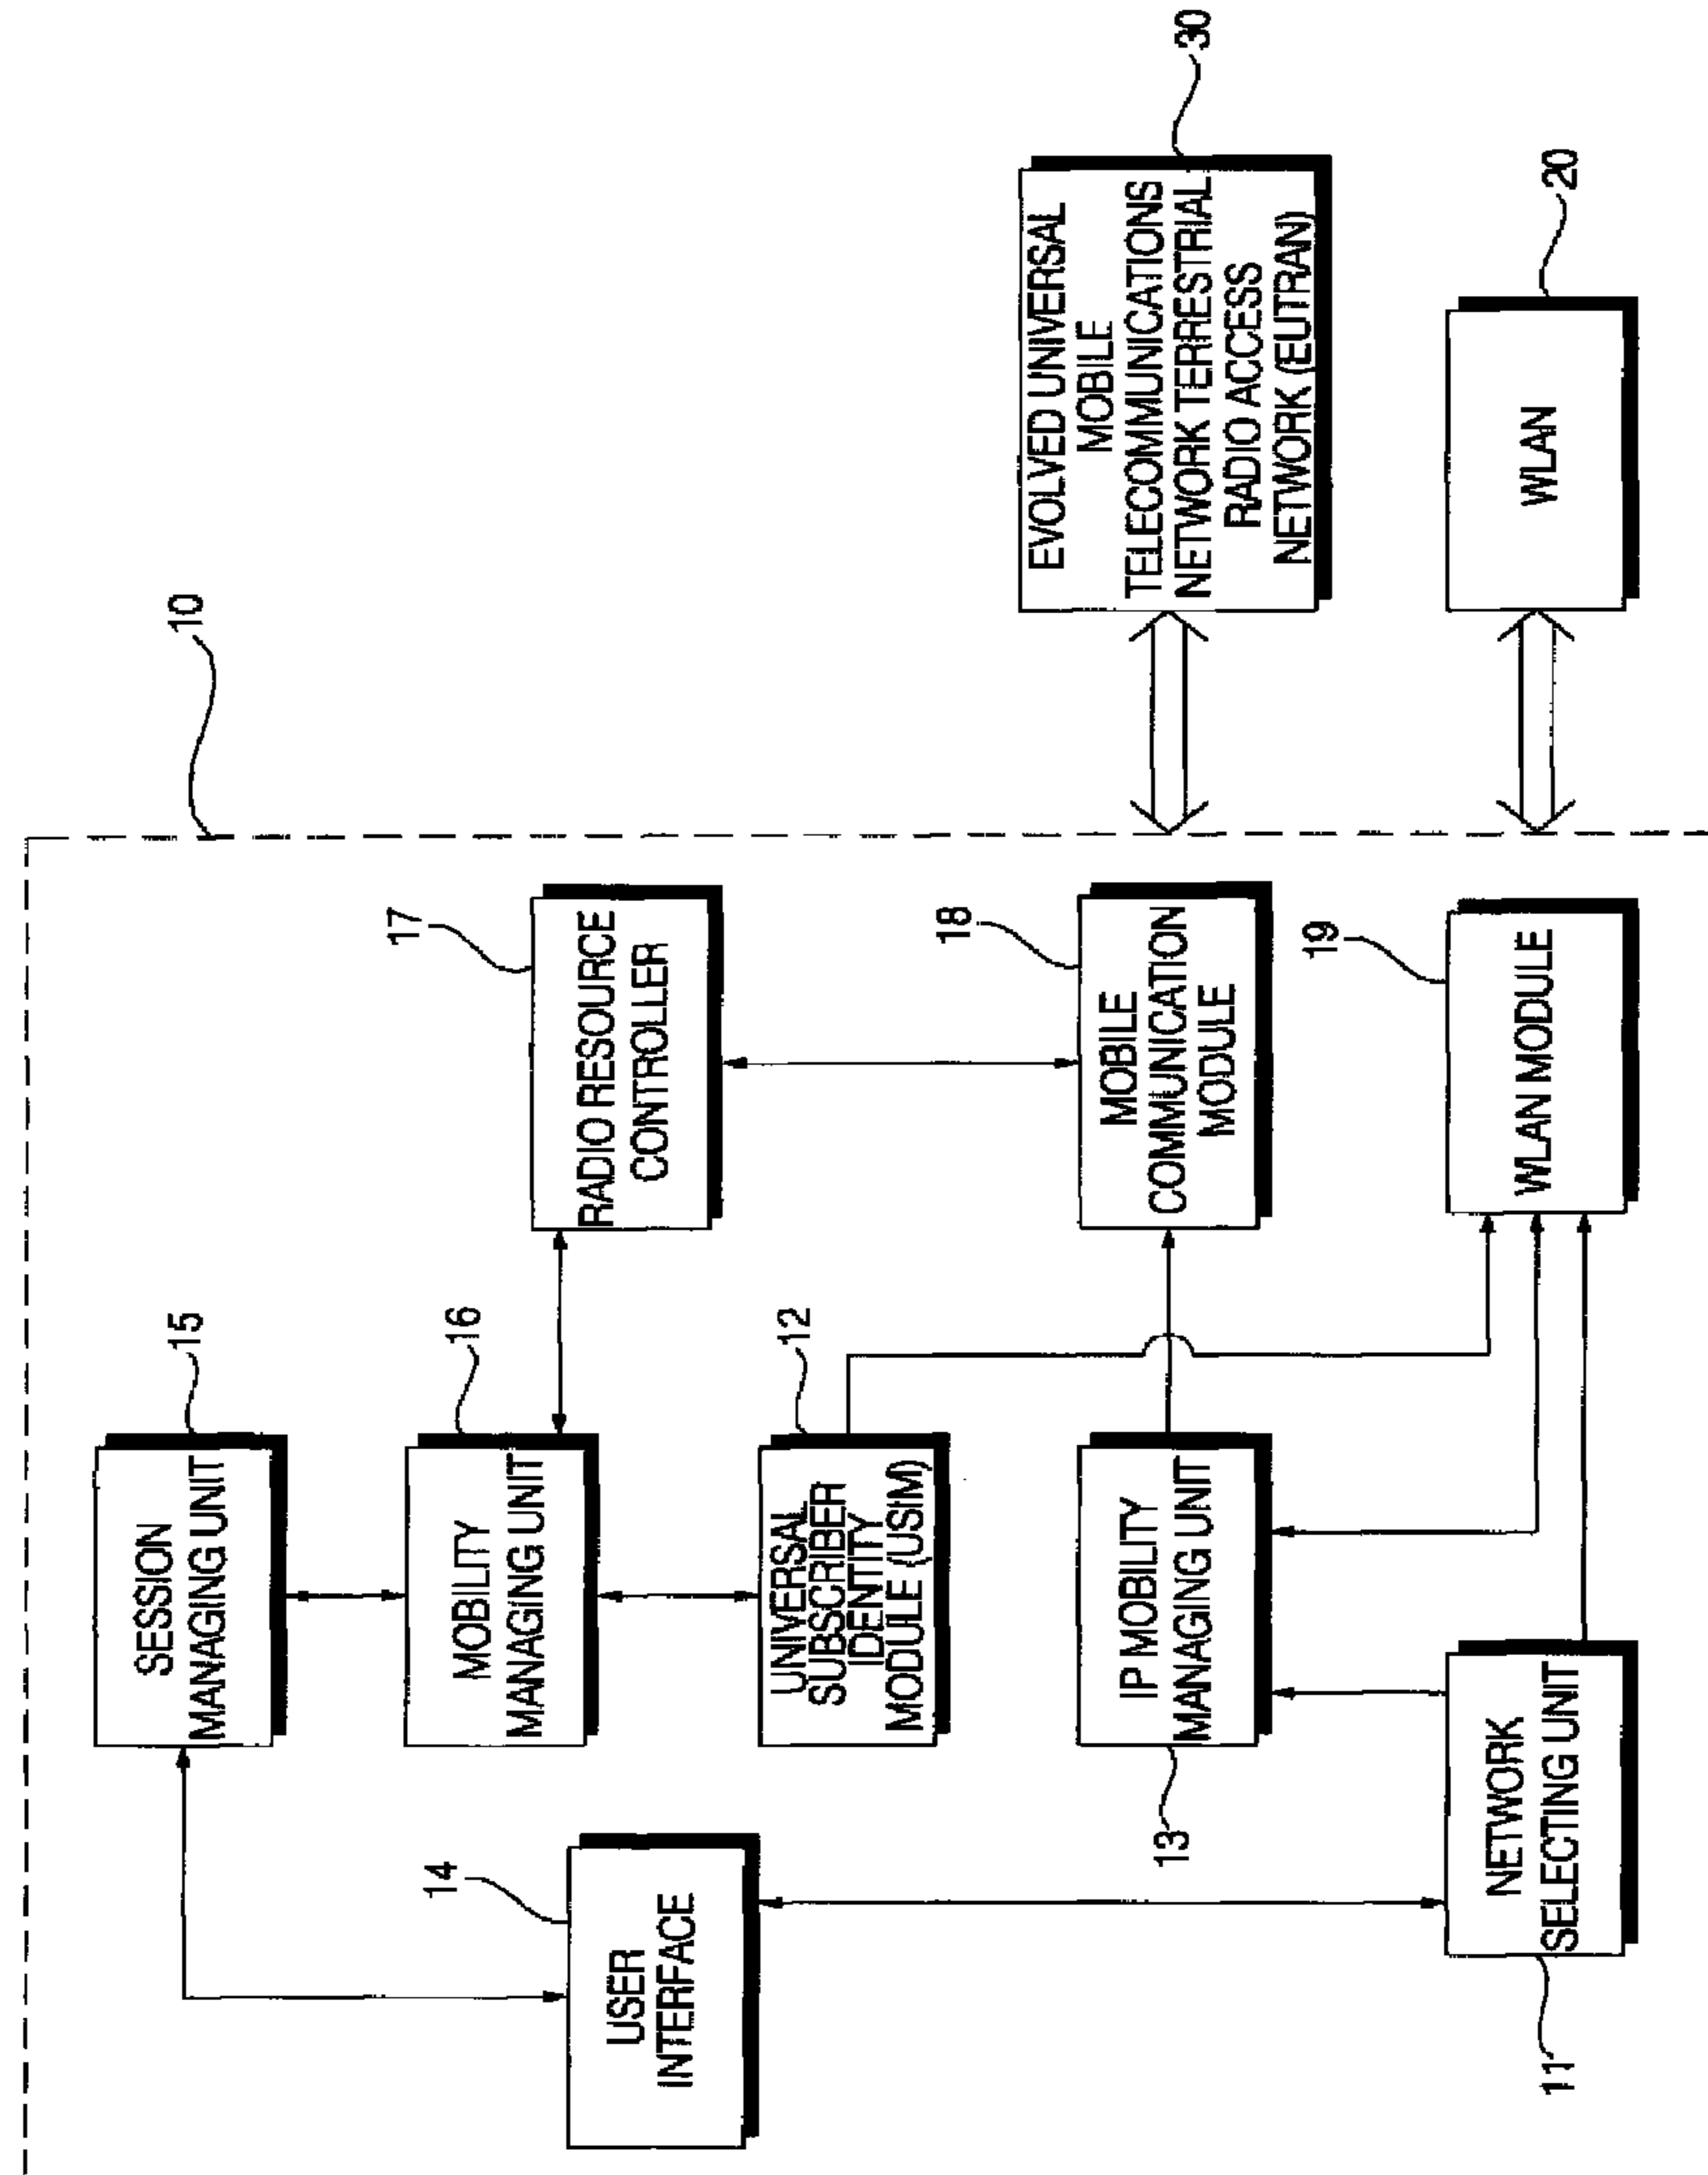 10
15
SESSION
MANAGING UNIT
17
RADIO RESOURCE
CONTROLLER
16
MOBILITY
MANAGING UNIT
14
USER
INTERFACE
12
UNIVERSAL
SUBSCRIBER
IDENTITY
MODULE (USIM)
18
MOBILE
COMMUNICATION
MODULE
30
EVOLVED UNIVERSAL
MOBILE
TELECOMMUNICATIONS
NETWORK TERRESTRIAL
RADIO ACCESS
NETWORK (EUTRAN)
IP MOBILITY
MANAGING UNIT
13
19
WLAN MODULE
20
WLAN
NETWORK
SELECTING UNIT
11